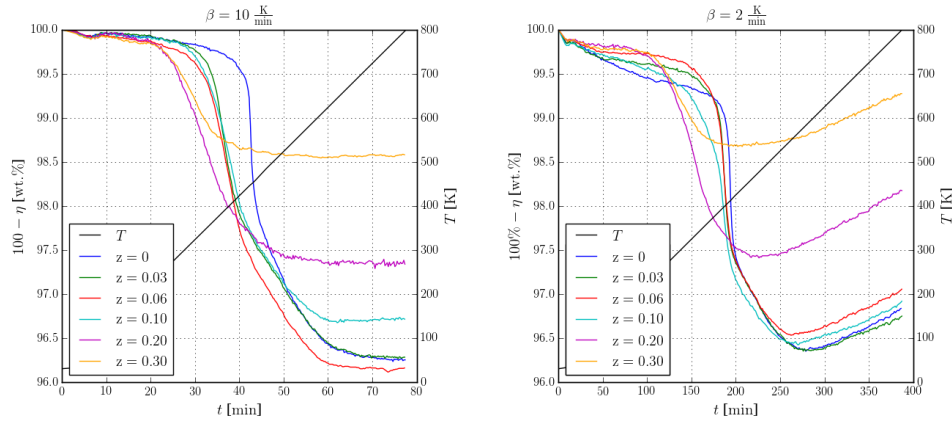 β = 10 K/min
100 − η [wt.%]
100.0
99.5
99.0
98.5
98.0
97.5
97.0
96.5
96.0
0 10 20 30 40 50 60 70 80
t [min]
800
700
600
500
400
300
200
100
0
T [K]
T
z = 0
z = 0.03
z = 0.06
z = 0.10
z = 0.20
z = 0.30
β = 2 K/min
100% − η [wt.%]
100.0
99.5
99.0
98.5
98.0
97.5
97.0
96.5
96.0
0 50 100 150 200 250 300 350 400
t [min]
800
700
600
500
400
300
200
100
0
T [K]
T
z = 0
z = 0.03
z = 0.06
z = 0.10
z = 0.20
z = 0.30